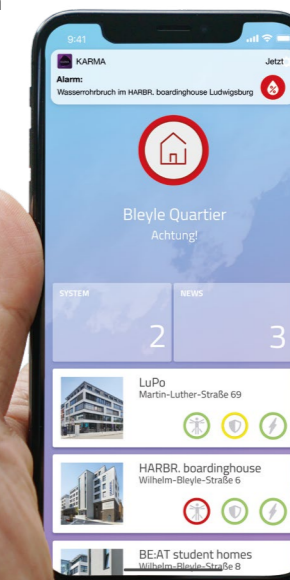 9:41
KARMA
Jetzt
Alarm:
Wasserrohrbruch im HARBR. boardinghouse Ludwigsburg
Bleyle Quartier
Achtung!
SYSTEM
2
NEWS
3
LuPo
Martin-Luther-Straße 69
HARBR. boardinghouse
Wilhelm-Bleyle-Straße 6
BE:AT student homes
Wilhelm-Bleyle-Straße 8